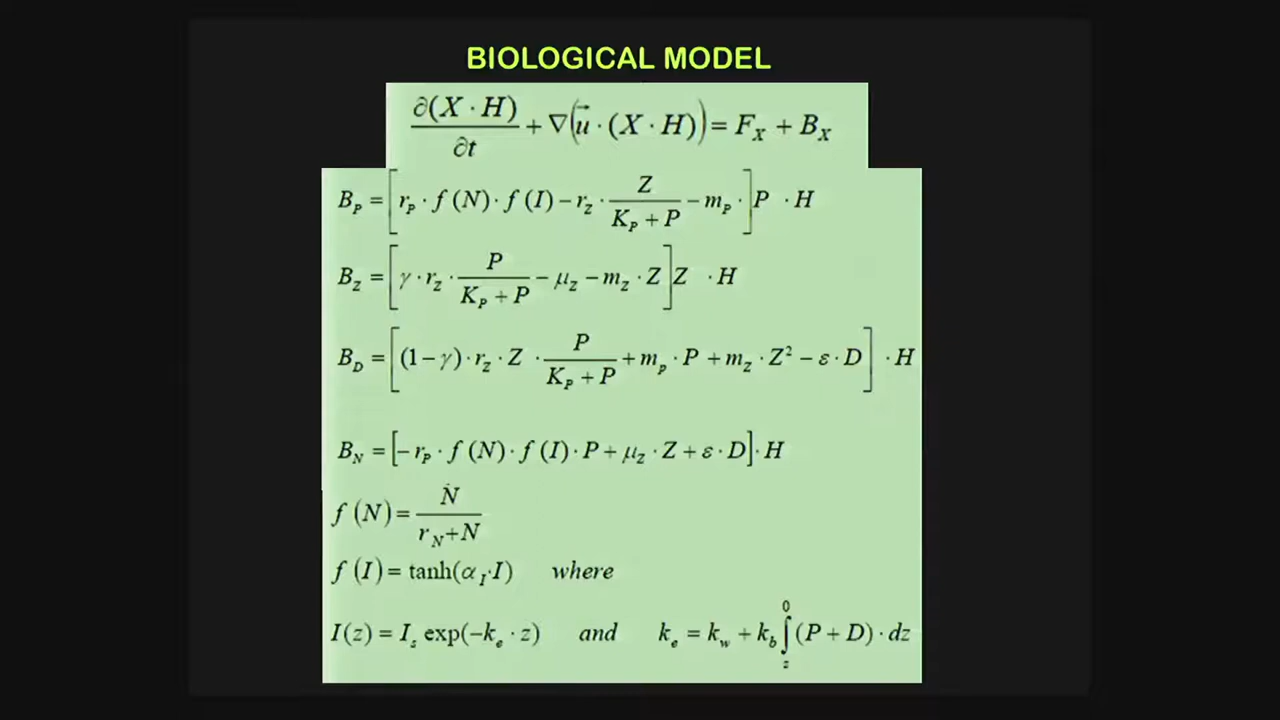 BIOLOGICAL MODEL
∂(X · H)/∂t + ∇(u⃗ · (X · H)) = F_X + B_X
B_P = [r_P · f (N) · f (I) − r_Z · Z/(K_P + P) − m_P ·] P · H
B_Z = [γ · r_Z · P/(K_P + P) − μ_Z − m_Z · Z] Z · H
B_D = [(1 − γ) · r_Z · Z · P/(K_P + P) + m_p · P + m_Z · Z² − ε · D] · H
B_N = [− r_P · f (N) · f (I) · P + μ_Z · Z + ε · D] · H
f (N) = N/(r_N + N)
f (I) = tanh(α_I · I) where
I(z) = I_s exp(−k_e · z) and k_e = k_w + k_b ∫_z^0 (P + D) · dz